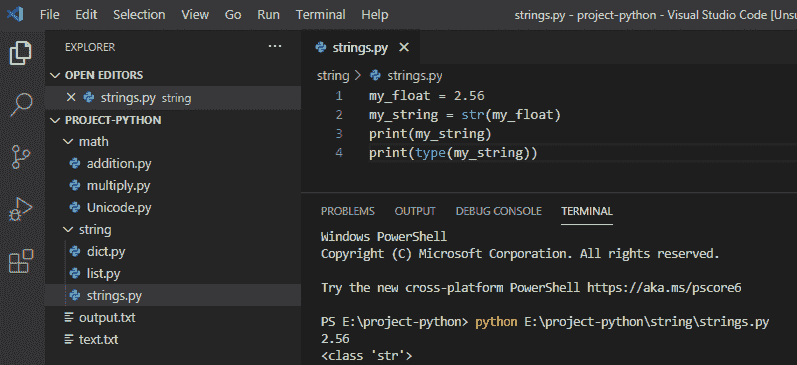 File Edit Selection View Go Run Terminal Help strings.py - project-python - Visual Studio Code [Unsu
EXPLORER ...
OPEN EDITORS
strings.py string
PROJECT-PYTHON
math
addition.py
multiply.py
Unicode.py
string
dict.py
list.py
strings.py
output.txt
text.txt
strings.py
string > strings.py
1 my_float = 2.56
2 my_string = str(my_float)
3 print(my_string)
4 print(type(my_string))
PROBLEMS OUTPUT DEBUG CONSOLE TERMINAL
Windows PowerShell
Copyright (C) Microsoft Corporation. All rights reserved.
Try the new cross-platform PowerShell https://aka.ms/pscore6
PS E:\project-python> python E:\project-python\string\strings.py
2.56
<class 'str'>